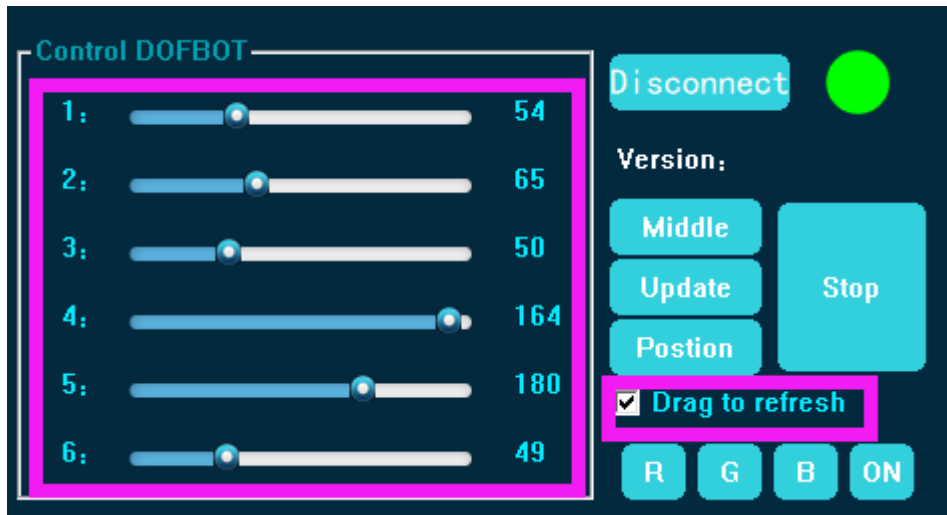 Control DOFBOT
1: 54
2: 65
3: 50
4: 164
5: 180
6: 49
Disconnect
Version:
Middle
Update
Postion
Stop
Drag to refresh
R G B ON